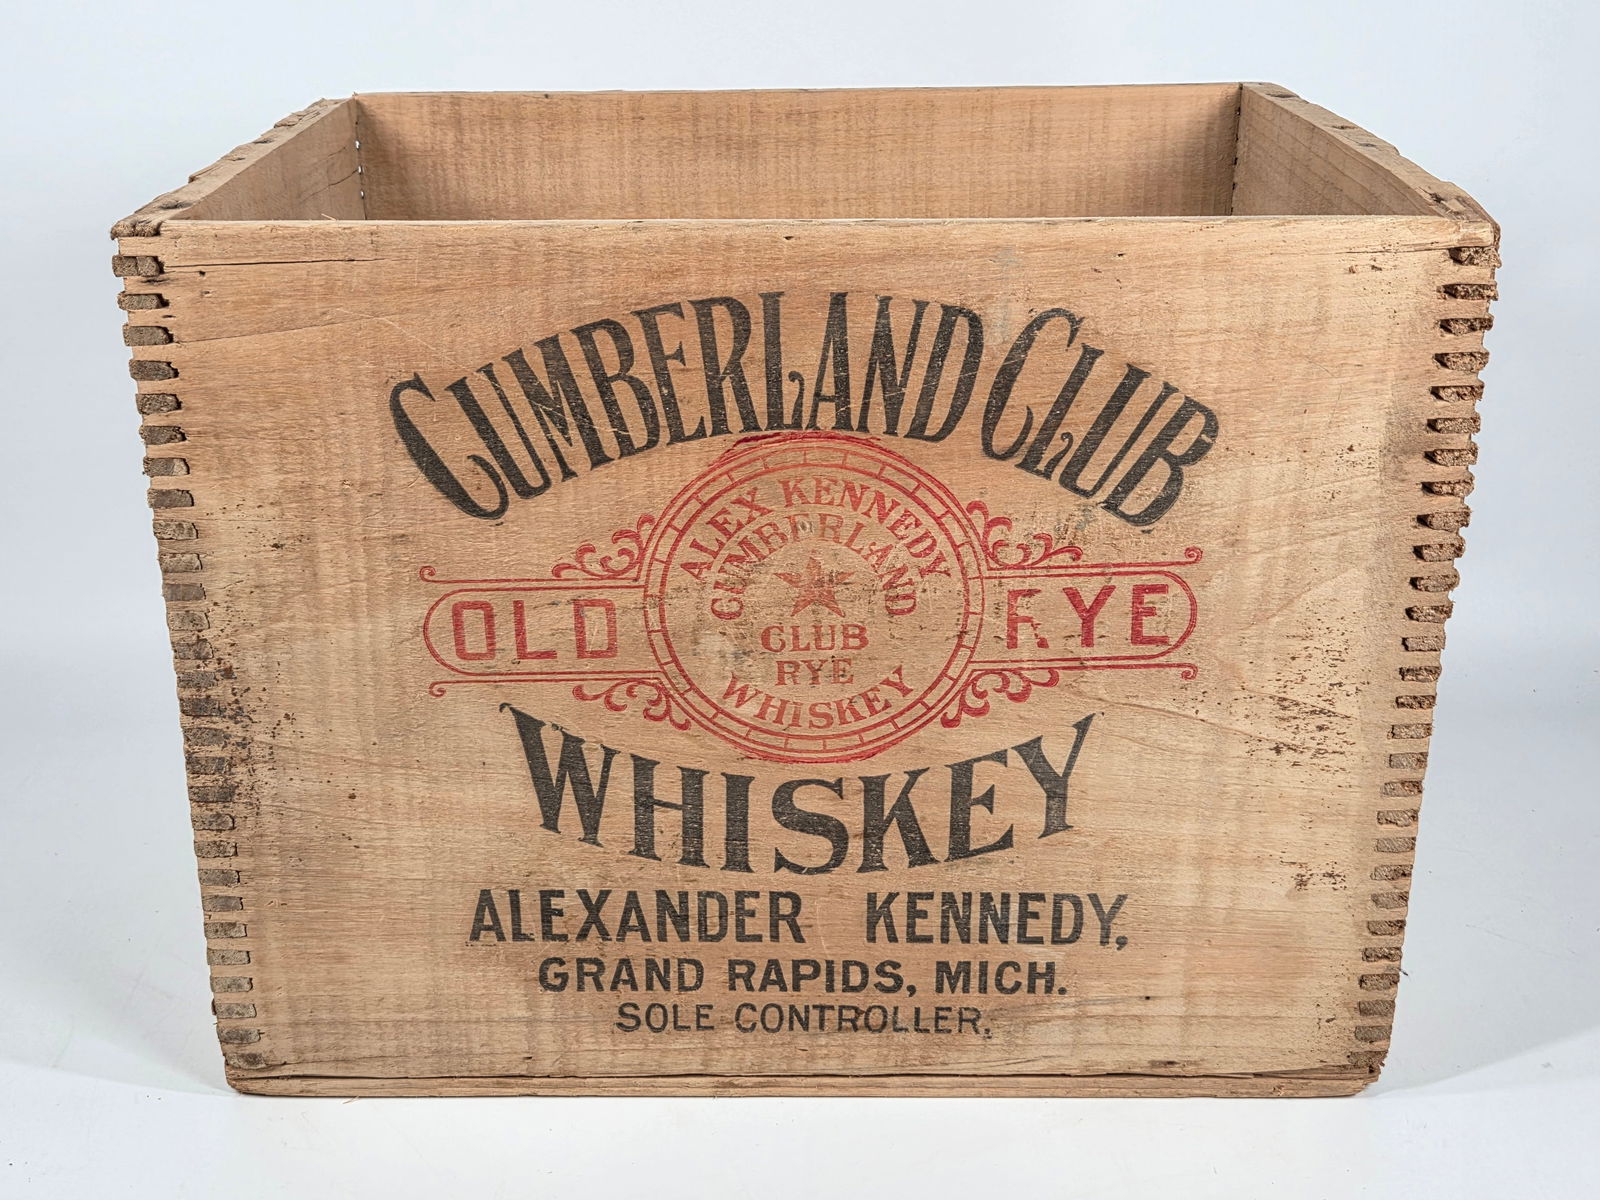 CUMBERLAND CLUB
OLD RYE
ALEX KENNEDY
CUMBERLAND
CLUB
RYE
WHISKEY
WHISKEY
ALEXANDER KENNEDY,
GRAND RAPIDS, MICH.
SOLE CONTROLLER.